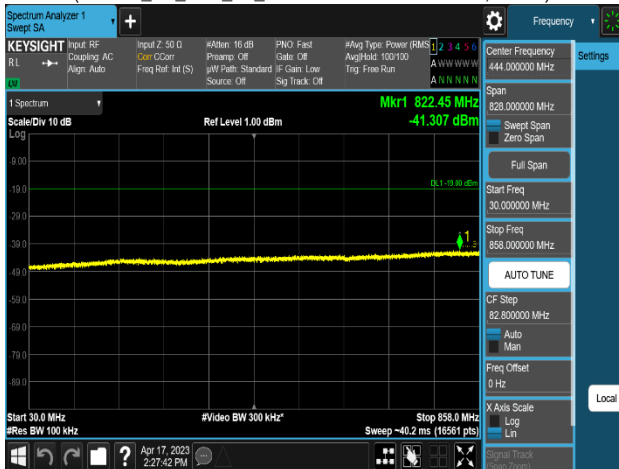 Spectrum Analyzer 1
Swept SA
Frequency
KEYSIGHT
RL
Input: RF
Coupling: AC
Align: Auto
Input Z: 50 Ω
Corr CCorr
Freq Ref: Int (S)
#Atten: 16 dB
Preamp: Off
µW Path: Standard
Source: Off
PNO: Fast
Gate: Off
IF Gain: Low
Sig Track: Off
#Avg Type: Power (RMS
Avg|Hold: 100/100
Trig: Free Run
1 2 3 4 5 6
A W W W W W
A N N N N N
1 Spectrum
Scale/Div 10 dB
Log
Ref Level 1.00 dBm
Mkr1 822.45 MHz
-41.307 dBm
-9.00
-19.0
DL1 -19.00 dBm
-29.0
-39.0
1
-49.0
-59.0
-69.0
-79.0
-89.0
Start 30.0 MHz
#Video BW 300 kHz*
Stop 858.0 MHz
#Res BW 100 kHz
Sweep ~40.2 ms (16561 pts)
Apr 17, 2023
2:27:42 PM
Center Frequency
444.000000 MHz
Settings
Span
828.000000 MHz
Swept Span
Zero Span
Full Span
Start Freq
30.000000 MHz
Stop Freq
858.000000 MHz
AUTO TUNE
CF Step
82.800000 MHz
Auto
Man
Freq Offset
0 Hz
Local
X Axis Scale
Log
Lin
Signal Track
(Span Zoom)